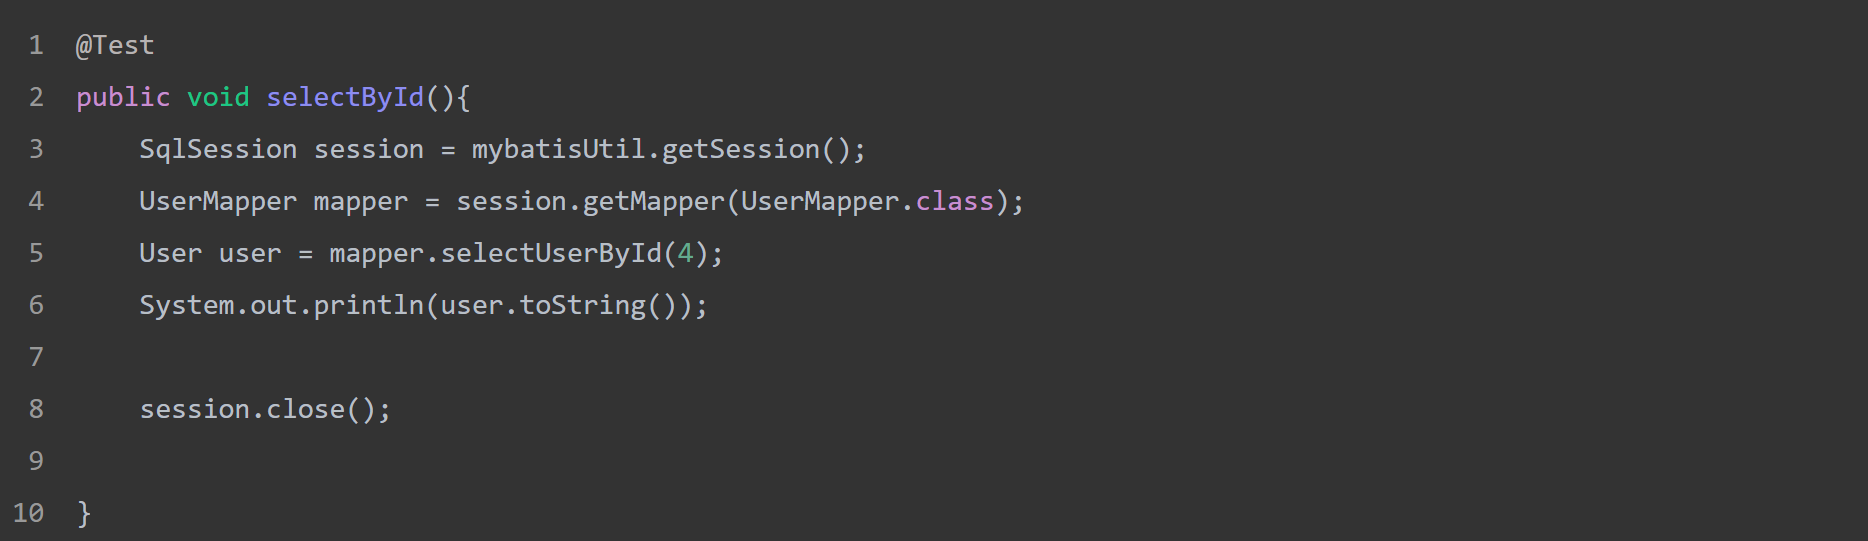 1 @Test
2 public void selectById(){
3     SqlSession session = mybatisUtil.getSession();
4     UserMapper mapper = session.getMapper(UserMapper.class);
5     User user = mapper.selectUserById(4);
6     System.out.println(user.toString());
7
8     session.close();
9
10 }